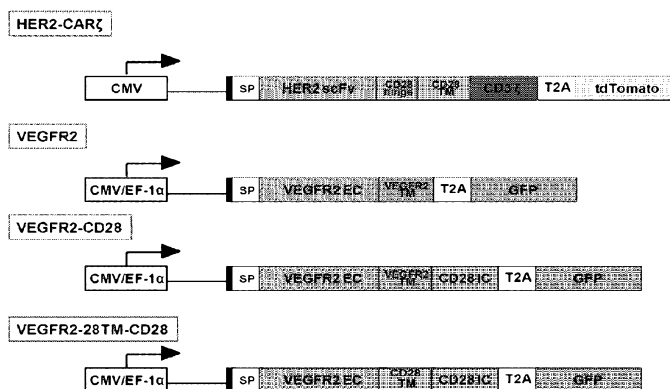 HER2-CARζ
CMV
SP HER2 scFv CD28 Hinge CD28 TM CD3ζ T2A tdTomato
VEGFR2
CMV/EF-1α
SP VEGFR2 EC VEGFR2 TM T2A GFP
VEGFR2-CD28
CMV/EF-1α
SP VEGFR2 EC VEGFR2 TM CD28 IC T2A GFP
VEGFR2-28TM-CD28
CMV/EF-1α
SP VEGFR2 EC CD28 TM CD28 IC T2A GFP